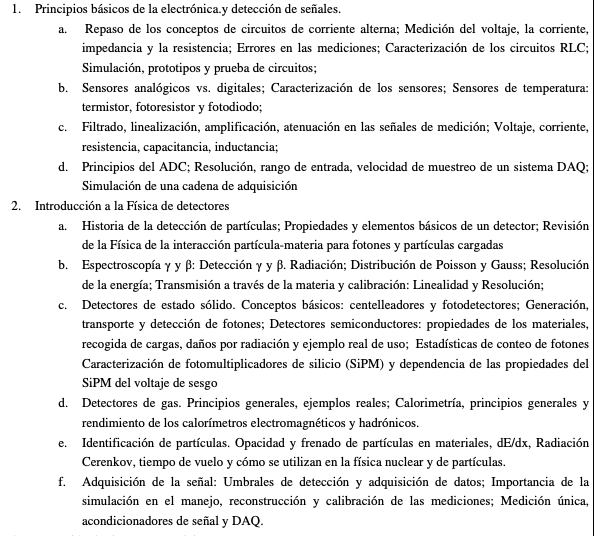 1. Principios básicos de la electrónica.y detección de señales.
a. Repaso de los conceptos de circuitos de corriente alterna; Medición del voltaje, la corriente,
impedancia y la resistencia; Errores en las mediciones; Caracterización de los circuitos RLC;
Simulación, prototipos y prueba de circuitos;
b. Sensores analógicos vs. digitales; Caracterización de los sensores; Sensores de temperatura:
termistor, fotoresistor y fotodiodo;
c. Filtrado, linealización, amplificación, atenuación en las señales de medición; Voltaje, corriente,
resistencia, capacitancia, inductancia;
d. Principios del ADC; Resolución, rango de entrada, velocidad de muestreo de un sistema DAQ;
Simulación de una cadena de adquisición
2. Introducción a la Física de detectores
a. Historia de la detección de partículas; Propiedades y elementos básicos de un detector; Revisión
de la Física de la interacción partícula-materia para fotones y partículas cargadas
b. Espectroscopía γ y β: Detección γ y β. Radiación; Distribución de Poisson y Gauss; Resolución
de la energía; Transmisión a través de la materia y calibración: Linealidad y Resolución;
c. Detectores de estado sólido. Conceptos básicos: centelleadores y fotodetectores; Generación,
transporte y detección de fotones; Detectores semiconductores: propiedades de los materiales,
recogida de cargas, daños por radiación y ejemplo real de uso; Estadísticas de conteo de fotones
Caracterización de fotomultiplicadores de silicio (SiPM) y dependencia de las propiedades del
SiPM del voltaje de sesgo
d. Detectores de gas. Principios generales, ejemplos reales; Calorimetría, principios generales y
rendimiento de los calorímetros electromagnéticos y hadrónicos.
e. Identificación de partículas. Opacidad y frenado de partículas en materiales, dE/dx, Radiación
Cerenkov, tiempo de vuelo y cómo se utilizan en la física nuclear y de partículas.
f. Adquisición de la señal: Umbrales de detección y adquisición de datos; Importancia de la
simulación en el manejo, reconstrucción y calibración de las mediciones; Medición única,
acondicionadores de señal y DAQ.